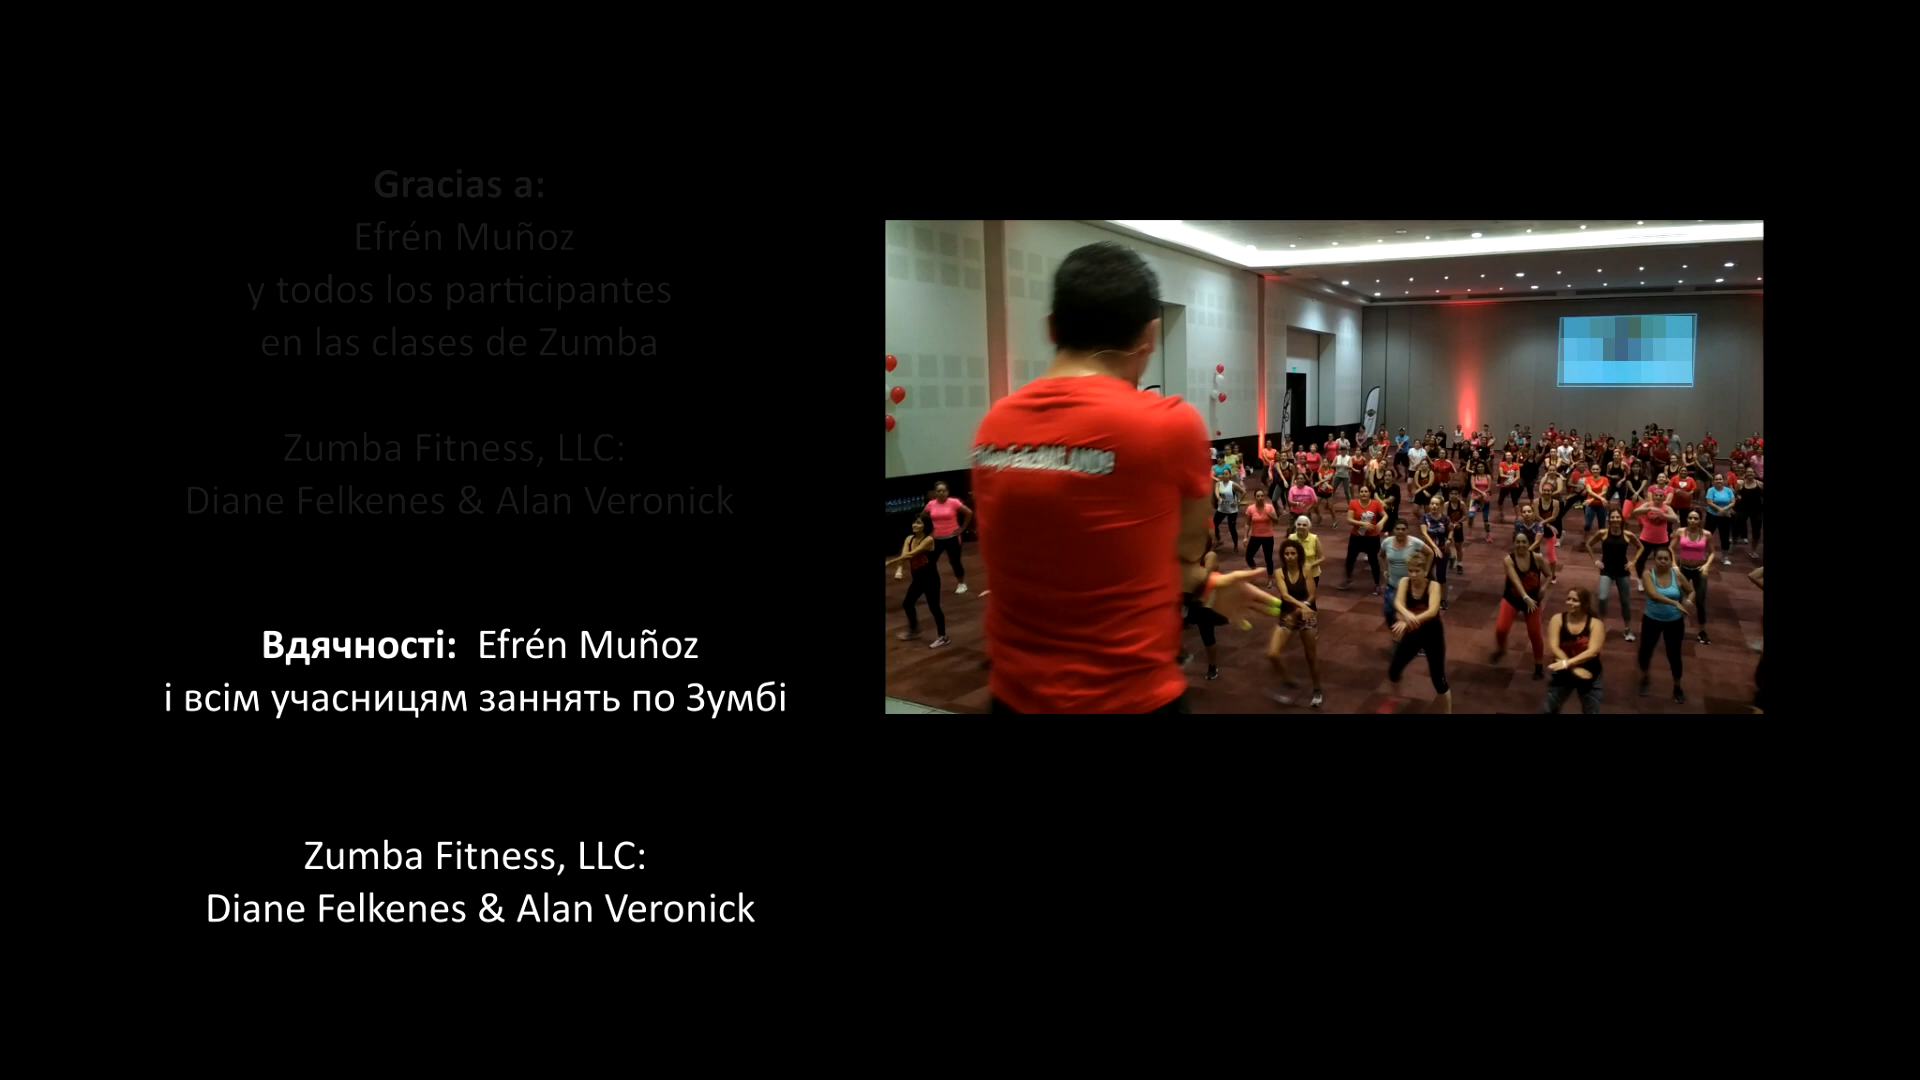 Gracias a:
Efrén Muñoz
y todos los participantes
en las clases de Zumba
Zumba Fitness, LLC:
Diane Felkenes & Alan Veronick
Вдячності: Efrén Muñoz
і всім учасницям заннять по Зумбі
Zumba Fitness, LLC:
Diane Felkenes & Alan Veronick